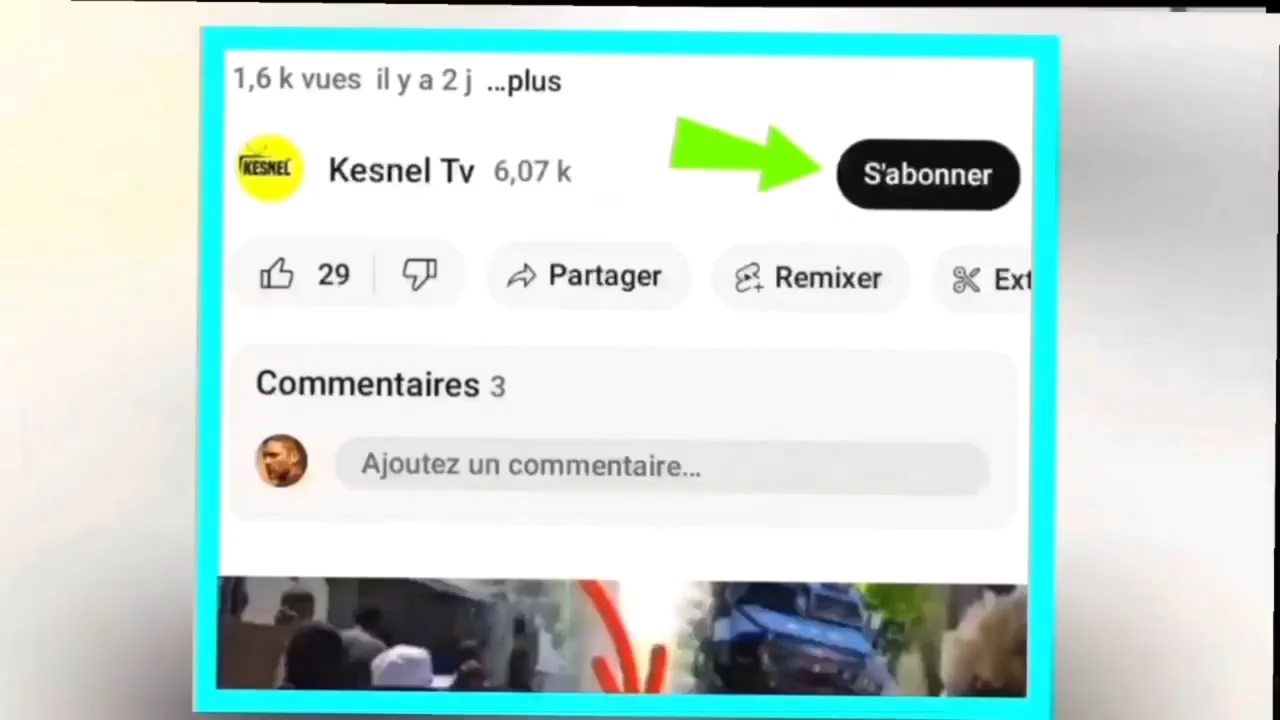 1,6 k vues il y a 2 j ...plus
KESNEL
Kesnel Tv 6,07 k
S'abonner
29
Partager
Remixer
Ext
Commentaires 3
Ajoutez un commentaire...